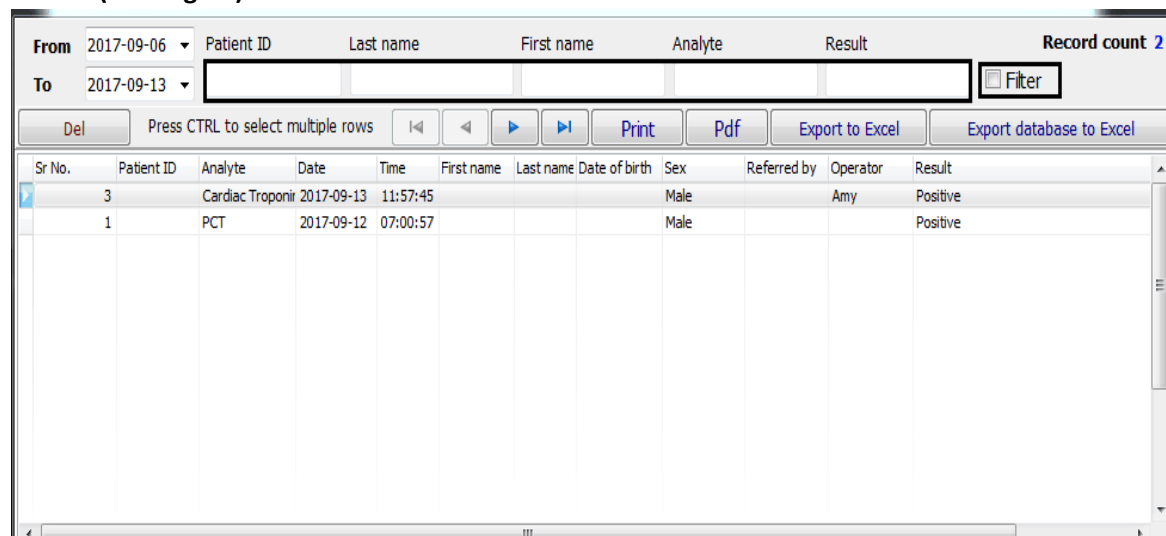 From 2017-09-06 Patient ID Last name First name Analyte Result Record count 2
To 2017-09-13 Filter
Del Press CTRL to select multiple rows Print Pdf Export to Excel Export database to Excel
Sr No. Patient ID Analyte Date Time First name Last name Date of birth Sex Referred by Operator Result
3 Cardiac Troponin 2017-09-13 11:57:45 Male Amy Positive
1 PCT 2017-09-12 07:00:57 Male Positive